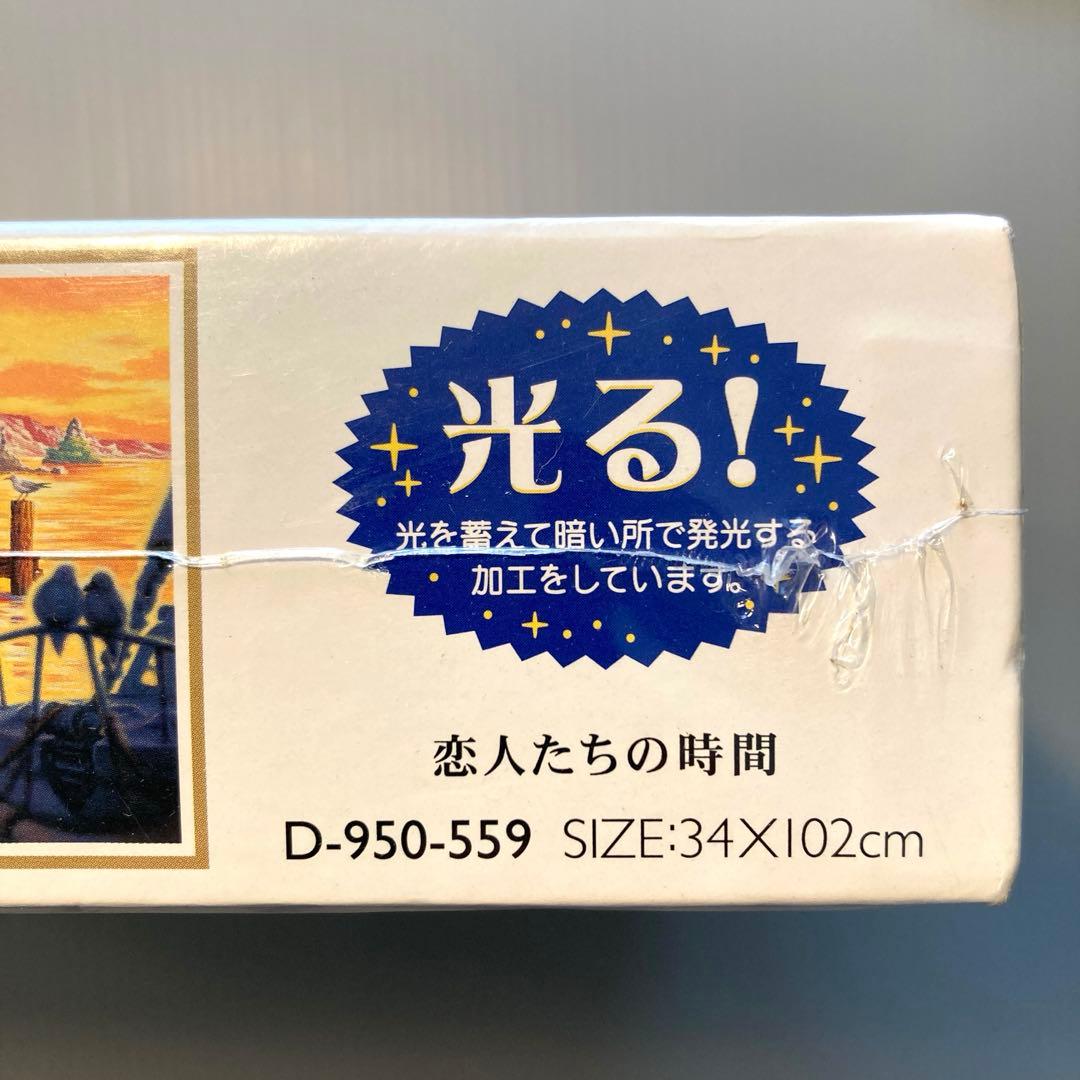 光る!
光を蓄えて暗い所で発光する
加工をしています。
恋人たちの時間
D-950-559 SIZE:34X102cm